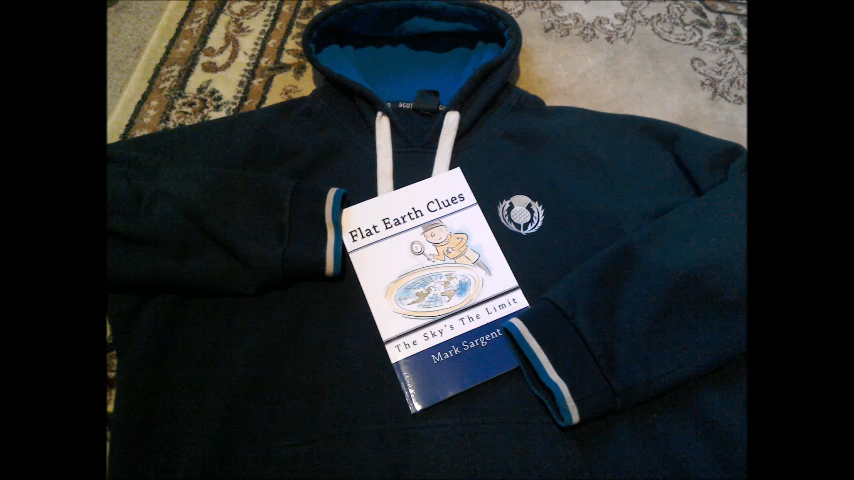 Flat Earth Clues
The Sky's The Limit
Mark Sargent